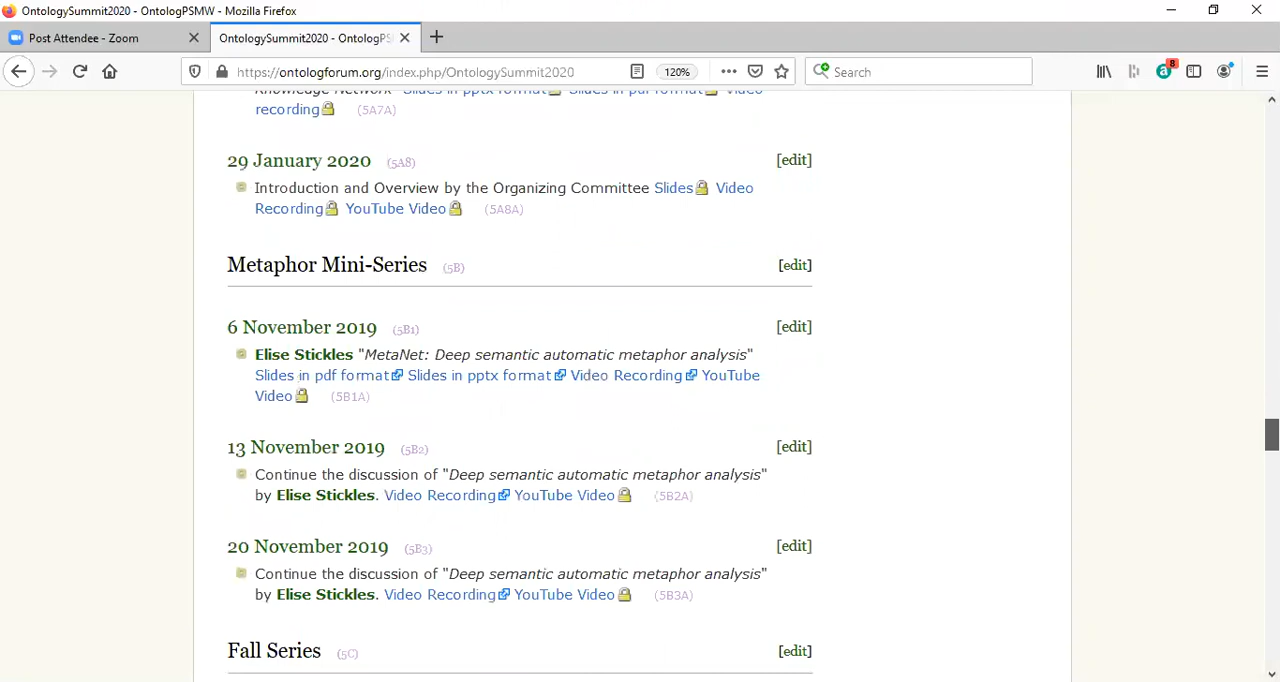 OntologySummit2020 - OntologPSMW - Mozilla Firefox
Post Attendee - Zoom
OntologySummit2020 - OntologPS
https://ontologforum.org/index.php/OntologySummit2020
120%
Search
8
Knowledge Network" Slides in pptx format Slides in pdf format Video
recording (5A7A)
29 January 2020 (5A8) [edit]
Introduction and Overview by the Organizing Committee Slides Video
Recording YouTube Video (5A8A)
Metaphor Mini-Series (5B) [edit]
6 November 2019 (5B1) [edit]
Elise Stickles "MetaNet: Deep semantic automatic metaphor analysis"
Slides in pdf format Slides in pptx format Video Recording YouTube
Video (5B1A)
13 November 2019 (5B2) [edit]
Continue the discussion of "Deep semantic automatic metaphor analysis"
by Elise Stickles. Video Recording YouTube Video (5B2A)
20 November 2019 (5B3) [edit]
Continue the discussion of "Deep semantic automatic metaphor analysis"
by Elise Stickles. Video Recording YouTube Video (5B3A)
Fall Series (5C) [edit]